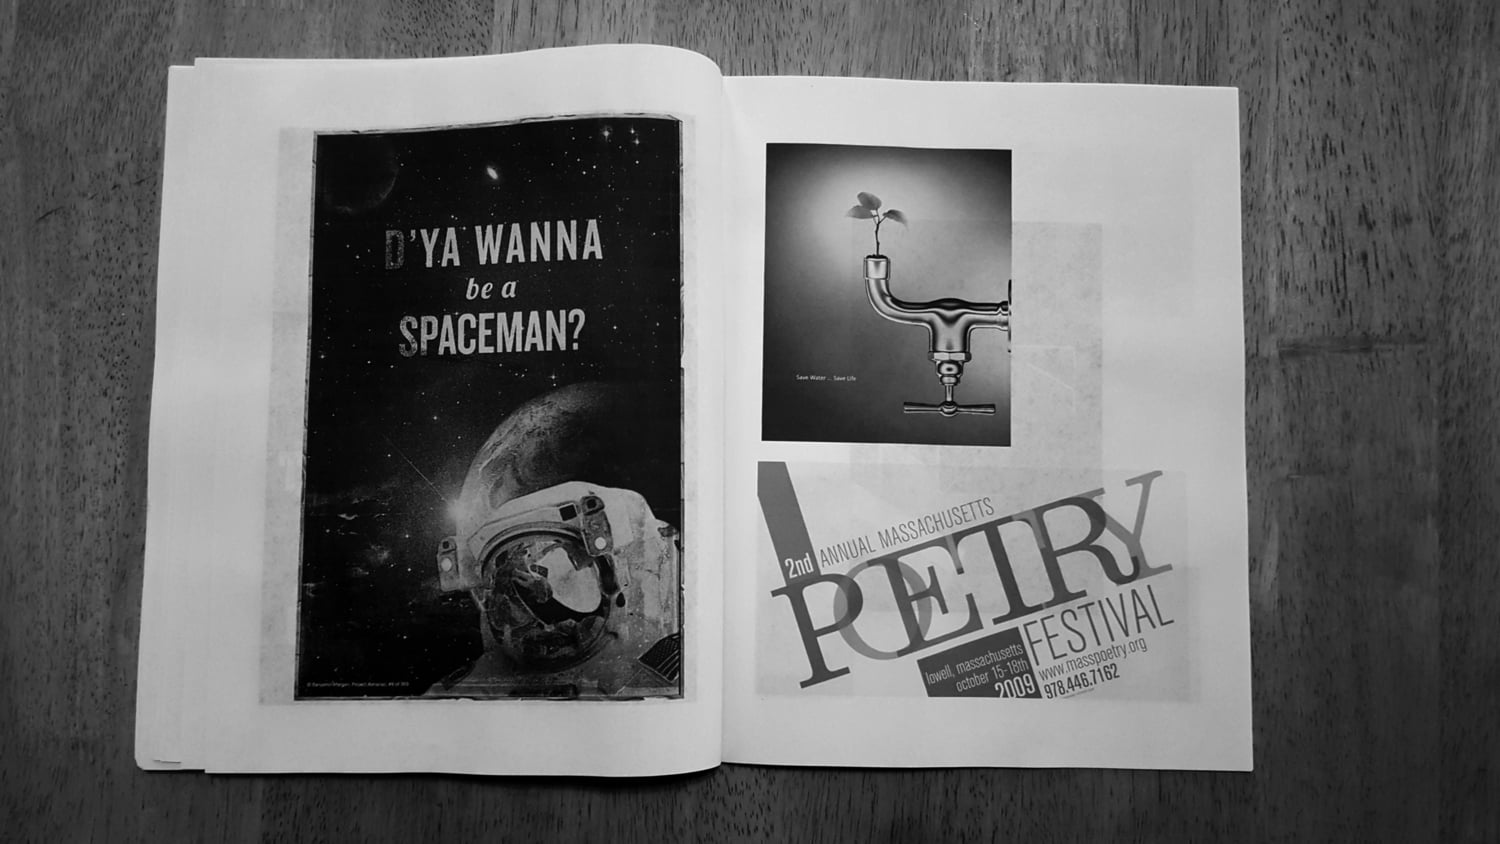 D'YA WANNA
be a
SPACEMAN?
Save Water ... Save Life
2nd ANNUAL MASSACHUSETTS
POETRY
FESTIVAL
lowell, massachusetts
october 15-18th
2009
www.masspoetry.org
978.446.7162